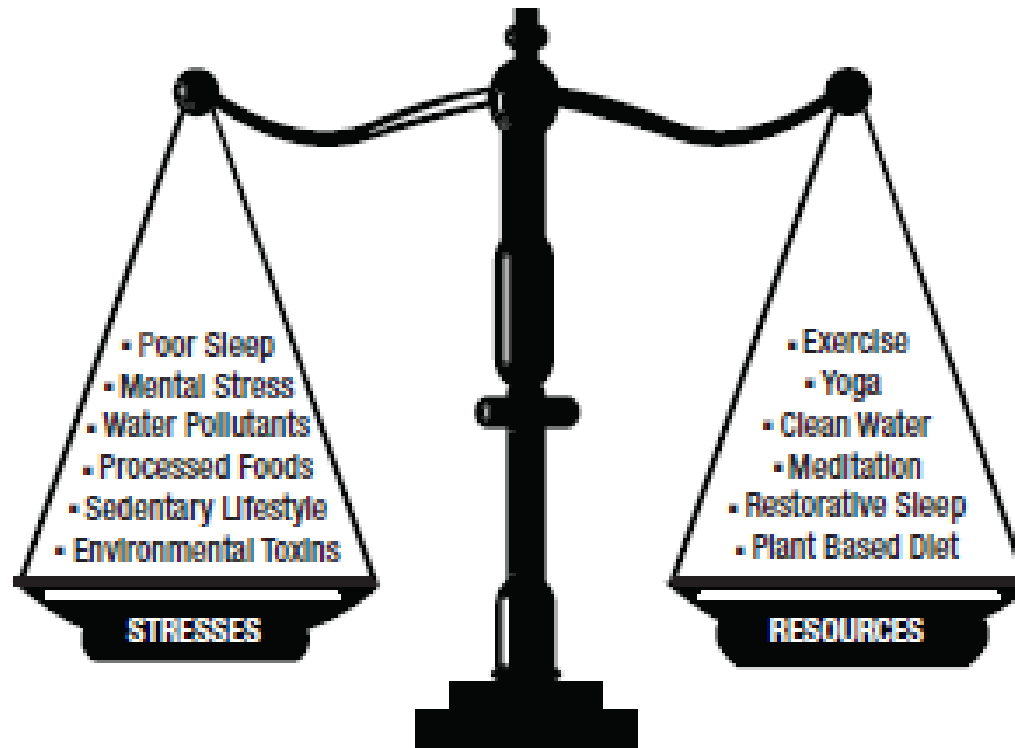 ▪ Poor Sleep
▪ Mental Stress
▪ Water Pollutants
▪ Processed Foods
▪ Sedentary Lifestyle
▪ Environmental Toxins
STRESSES
▪ Exercise
▪ Yoga
▪ Clean Water
▪ Meditation
▪ Restorative Sleep
▪ Plant Based Diet
RESOURCES